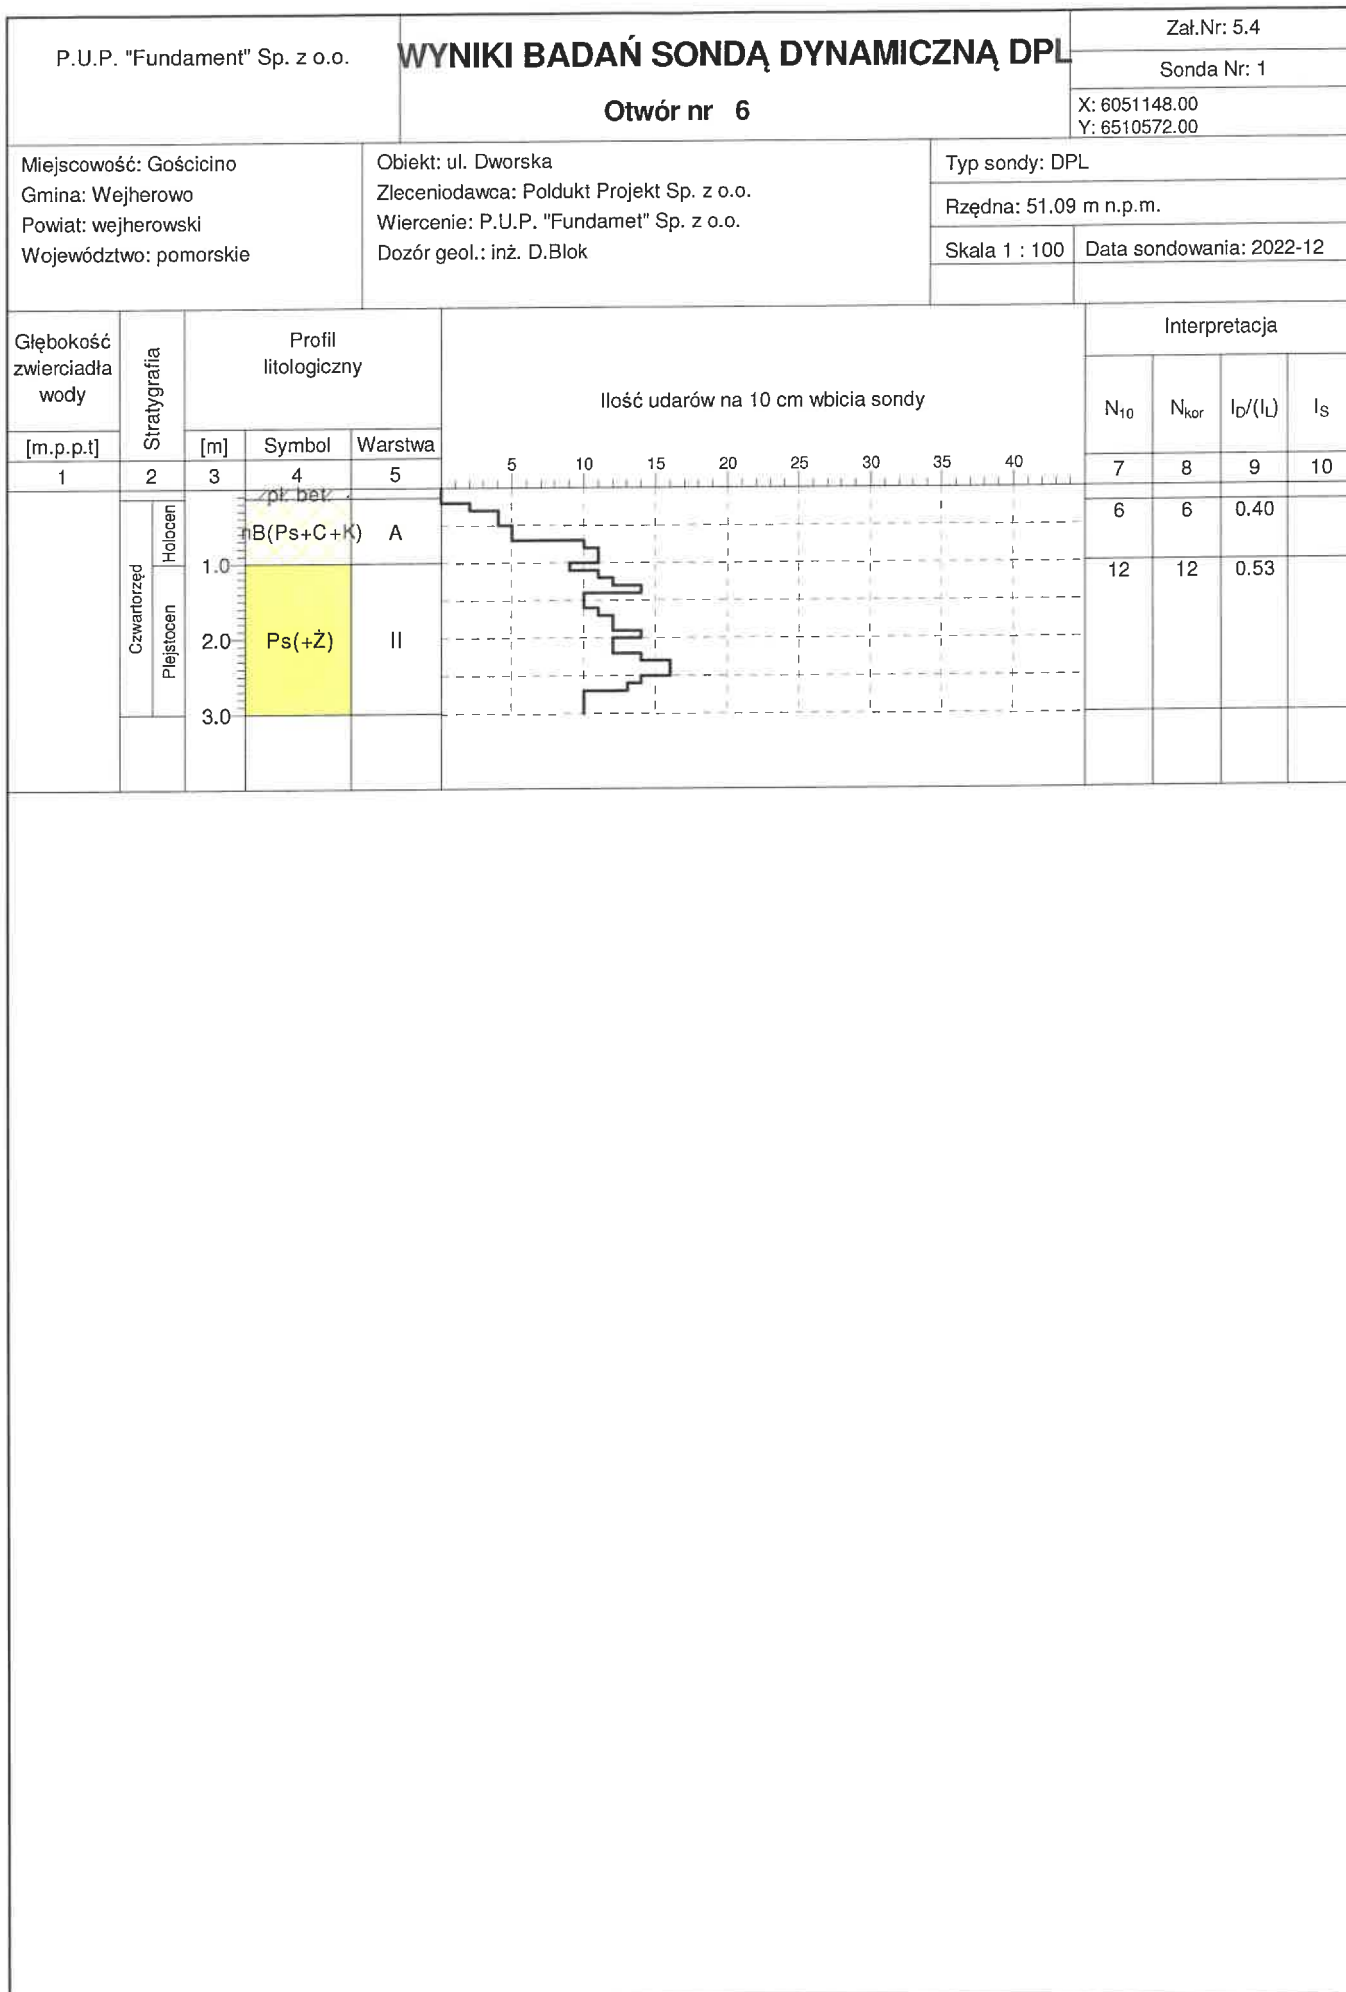 P.U.P. "Fundament" Sp. z o.o.
WYNIKI BADAŃ SONDĄ DYNAMICZNĄ DPL
Otwór nr 6
Zał.Nr: 5.4
Sonda Nr: 1
X: 6051148.00
Y: 6510572.00
Miejscowość: Gościcino
Gmina: Wejherowo
Powiat: wejherowski
Województwo: pomorskie
Obiekt: ul. Dworska
Zleceniodawca: Poldukt Projekt Sp. z o.o.
Wiercenie: P.U.P. "Fundamet" Sp. z o.o.
Dozór geol.: inż. D.Blok
Typ sondy: DPL
Rzędna: 51.09 m n.p.m.
Skala 1 : 100
Data sondowania: 2022-12
Głębokość
zwierciadła
wody
[m.p.p.t]
Stratygrafia
Profil
litologiczny
[m] Symbol Warstwa
Ilość udarów na 10 cm wbicia sondy
Interpretacja
N10 Nkor ID/(IL) IS
1 2 3 4 5
5 10 15 20 25 30 35 40
7 8 9 10
pł. bet.
Czwartorzęd
Holocen
nB(Ps+C+K) A
6 6 0.40
1.0
12 12 0.53
Plejstocen
2.0 Ps(+Ż) II
3.0